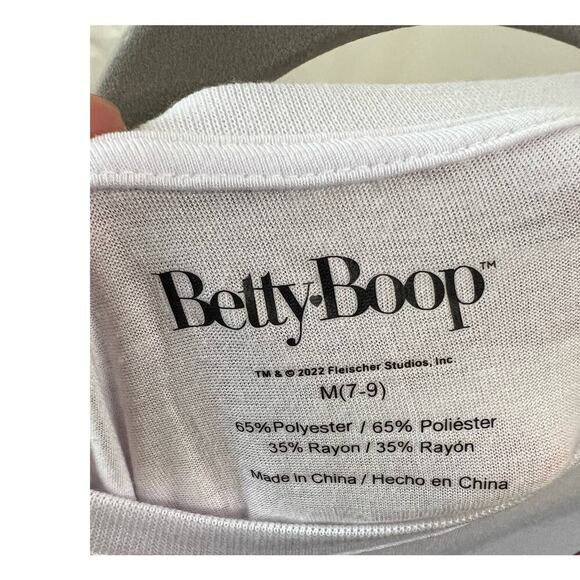 Betty Boop™
TM & © 2022 Fleischer Studios, Inc.
M(7-9)
65%Polyester / 65% Poliéster
35% Rayon / 35% Rayón
Made in China / Hecho en China